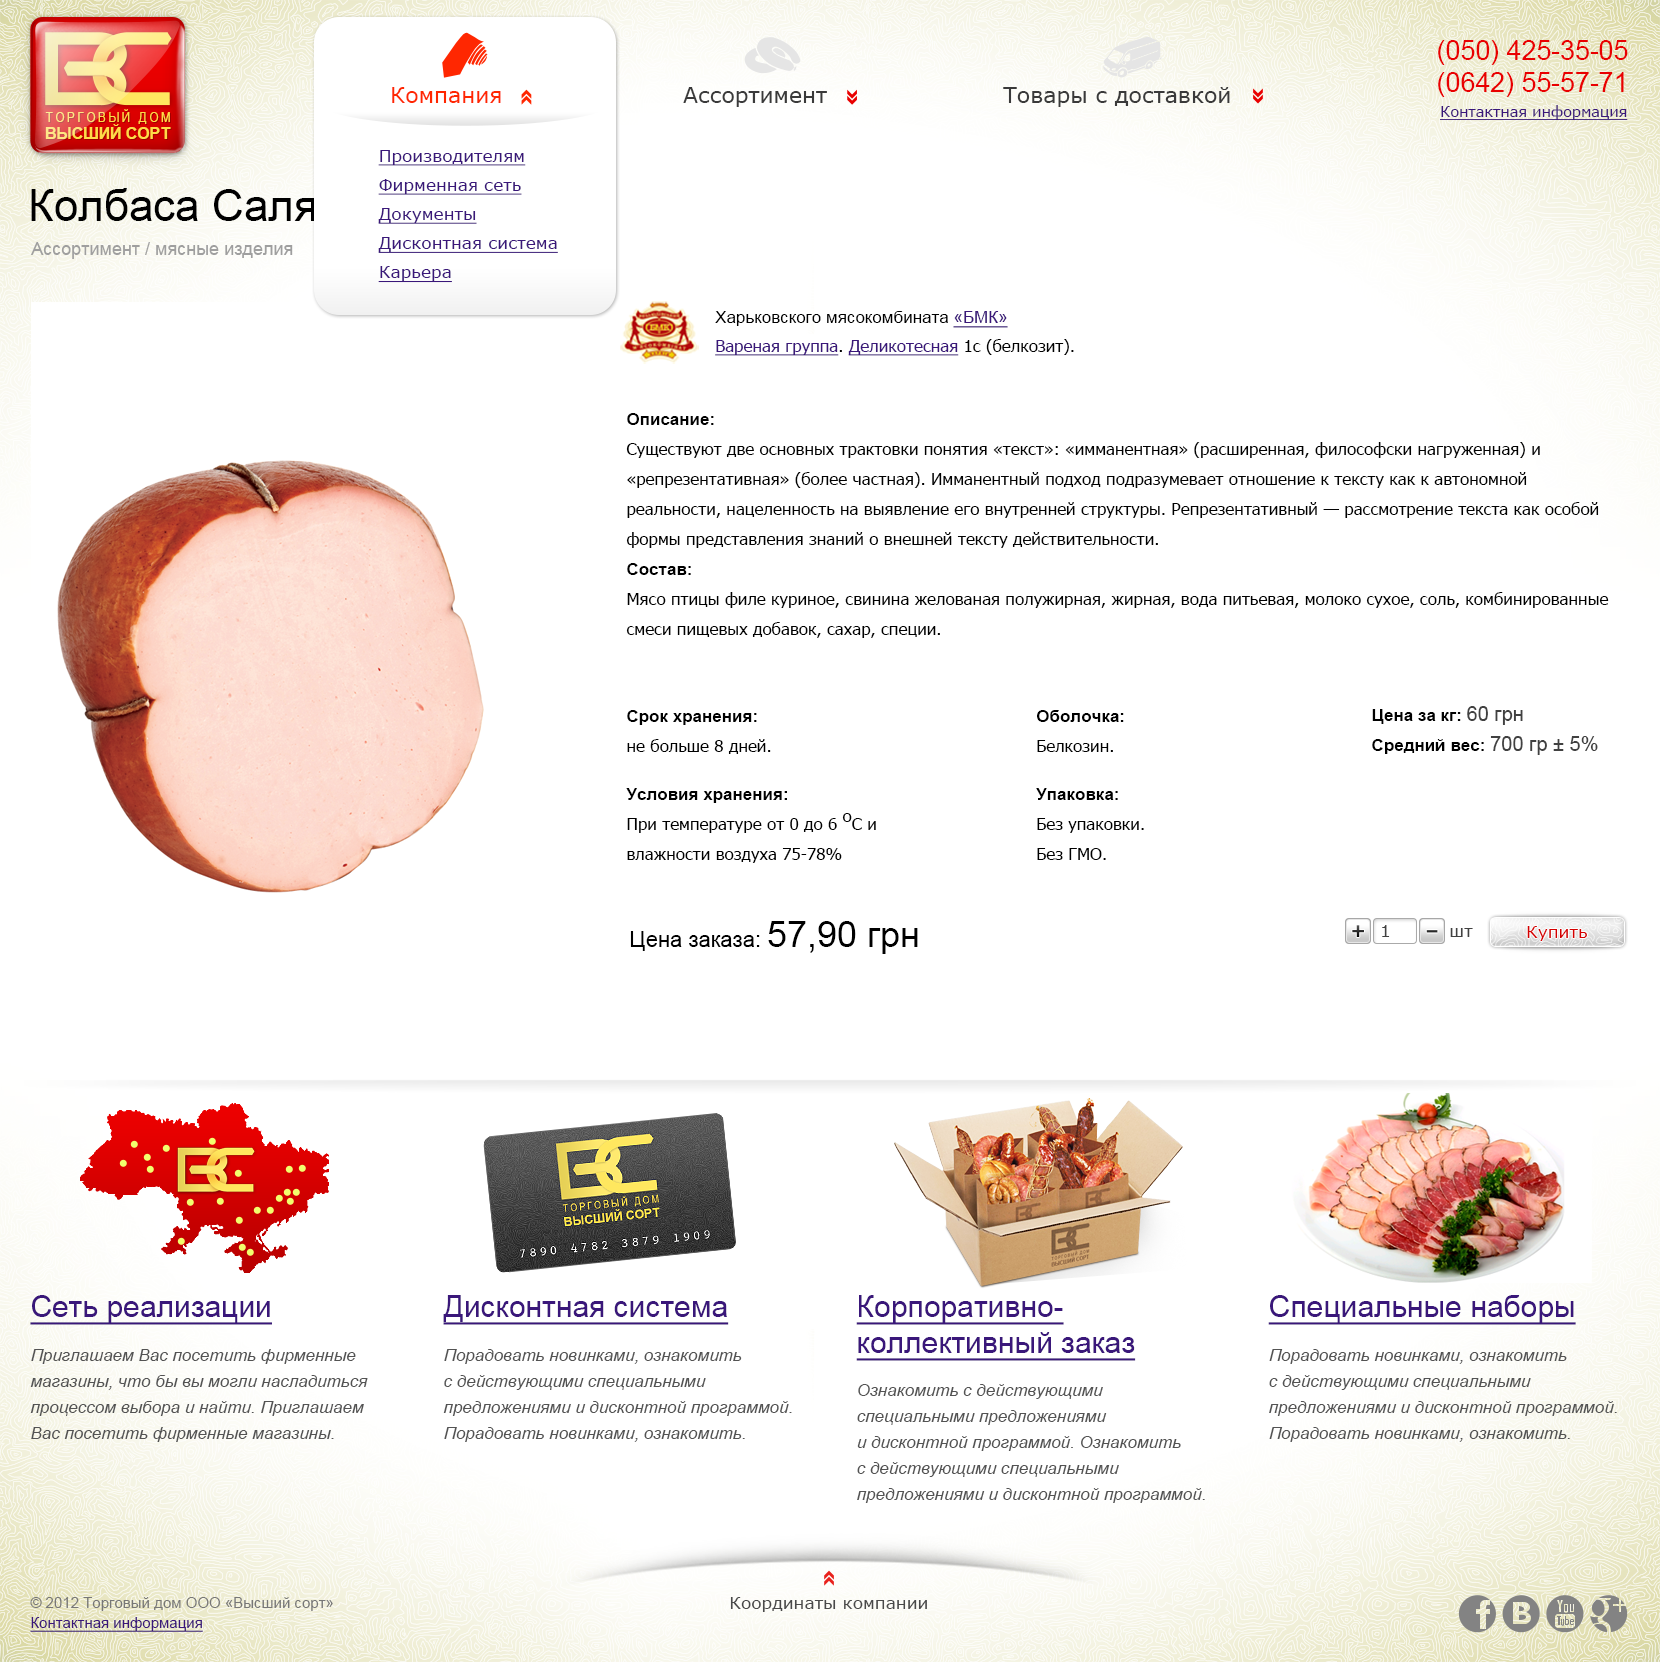 ТОРГОВЫЙ ДОМ
ВЫСШИЙ СОРТ
Компания
Ассортимент
Товары с доставкой
(050) 425-35-05
(0642) 55-57-71
Контактная информация
Производителям
Фирменная сеть
Документы
Дисконтная система
Карьера
Колбаса Саля
Ассортимент / мясные изделия
БМК
Харьковского мясокомбината «БМК»
Вареная группа. Деликотесная 1с (белкозит).
Описание:
Существуют две основных трактовки понятия «текст»: «имманентная» (расширенная, философски нагруженная) и
«репрезентативная» (более частная). Имманентный подход подразумевает отношение к тексту как к автономной
реальности, нацеленность на выявление его внутренней структуры. Репрезентативный — рассмотрение текста как особой
формы представления знаний о внешней тексту действительности.
Состав:
Мясо птицы филе куриное, свинина желованая полужирная, жирная, вода питьевая, молоко сухое, соль, комбинированные
смеси пищевых добавок, сахар, специи.
Срок хранения:
не больше 8 дней.
Оболочка:
Белкозин.
Цена за кг: 60 грн
Средний вес: 700 гр ± 5%
Условия хранения:
При температуре от 0 до 6 ᴼС и
влажности воздуха 75-78%
Упаковка:
Без упаковки.
Без ГМО.
Цена заказа: 57,90 грн
+ 1 − шт
Купить
ВС
ВС
ТОРГОВЫЙ ДОМ
ВЫСШИЙ СОРТ
7890 4782 3879 1909
ВС
ТОРГОВЫЙ ДОМ
ВЫСШИЙ СОРТ
Сеть реализации
Приглашаем Вас посетить фирменные
магазины, что бы вы могли насладиться
процессом выбора и найти. Приглашаем
Вас посетить фирменные магазины.
Дисконтная система
Порадовать новинками, ознакомить
с действующими специальными
предложениями и дисконтной программой.
Порадовать новинками, ознакомить.
Корпоративно-
коллективный заказ
Ознакомить с действующими
специальными предложениями
и дисконтной программой. Ознакомить
с действующими специальными
предложениями и дисконтной программой.
Специальные наборы
Порадовать новинками, ознакомить
с действующими специальными
предложениями и дисконтной программой.
Порадовать новинками, ознакомить.
© 2012 Торговый дом ООО «Высший сорт»
Контактная информация
Координаты компании
f
B
You
Tube
g+